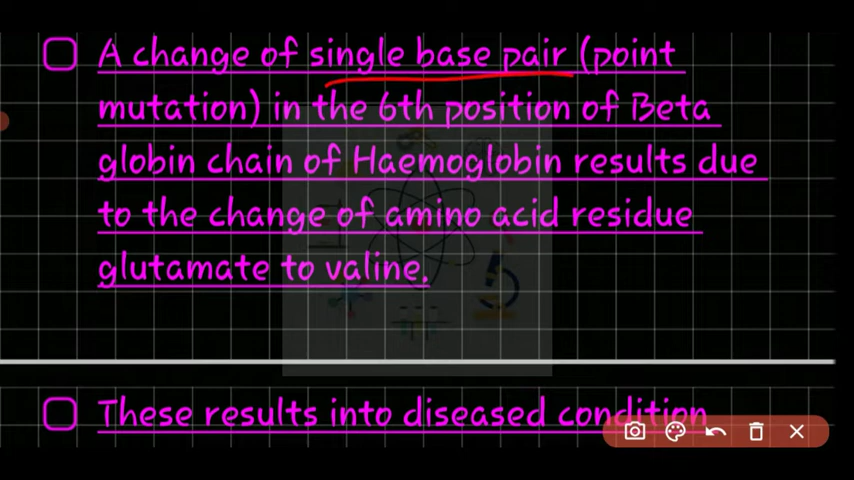 A change of single base pair (point
mutation) in the 6th position of Beta
globin chain of Haemoglobin results due
to the change of amino acid residue
glutamate to valine.
These results into diseased condition